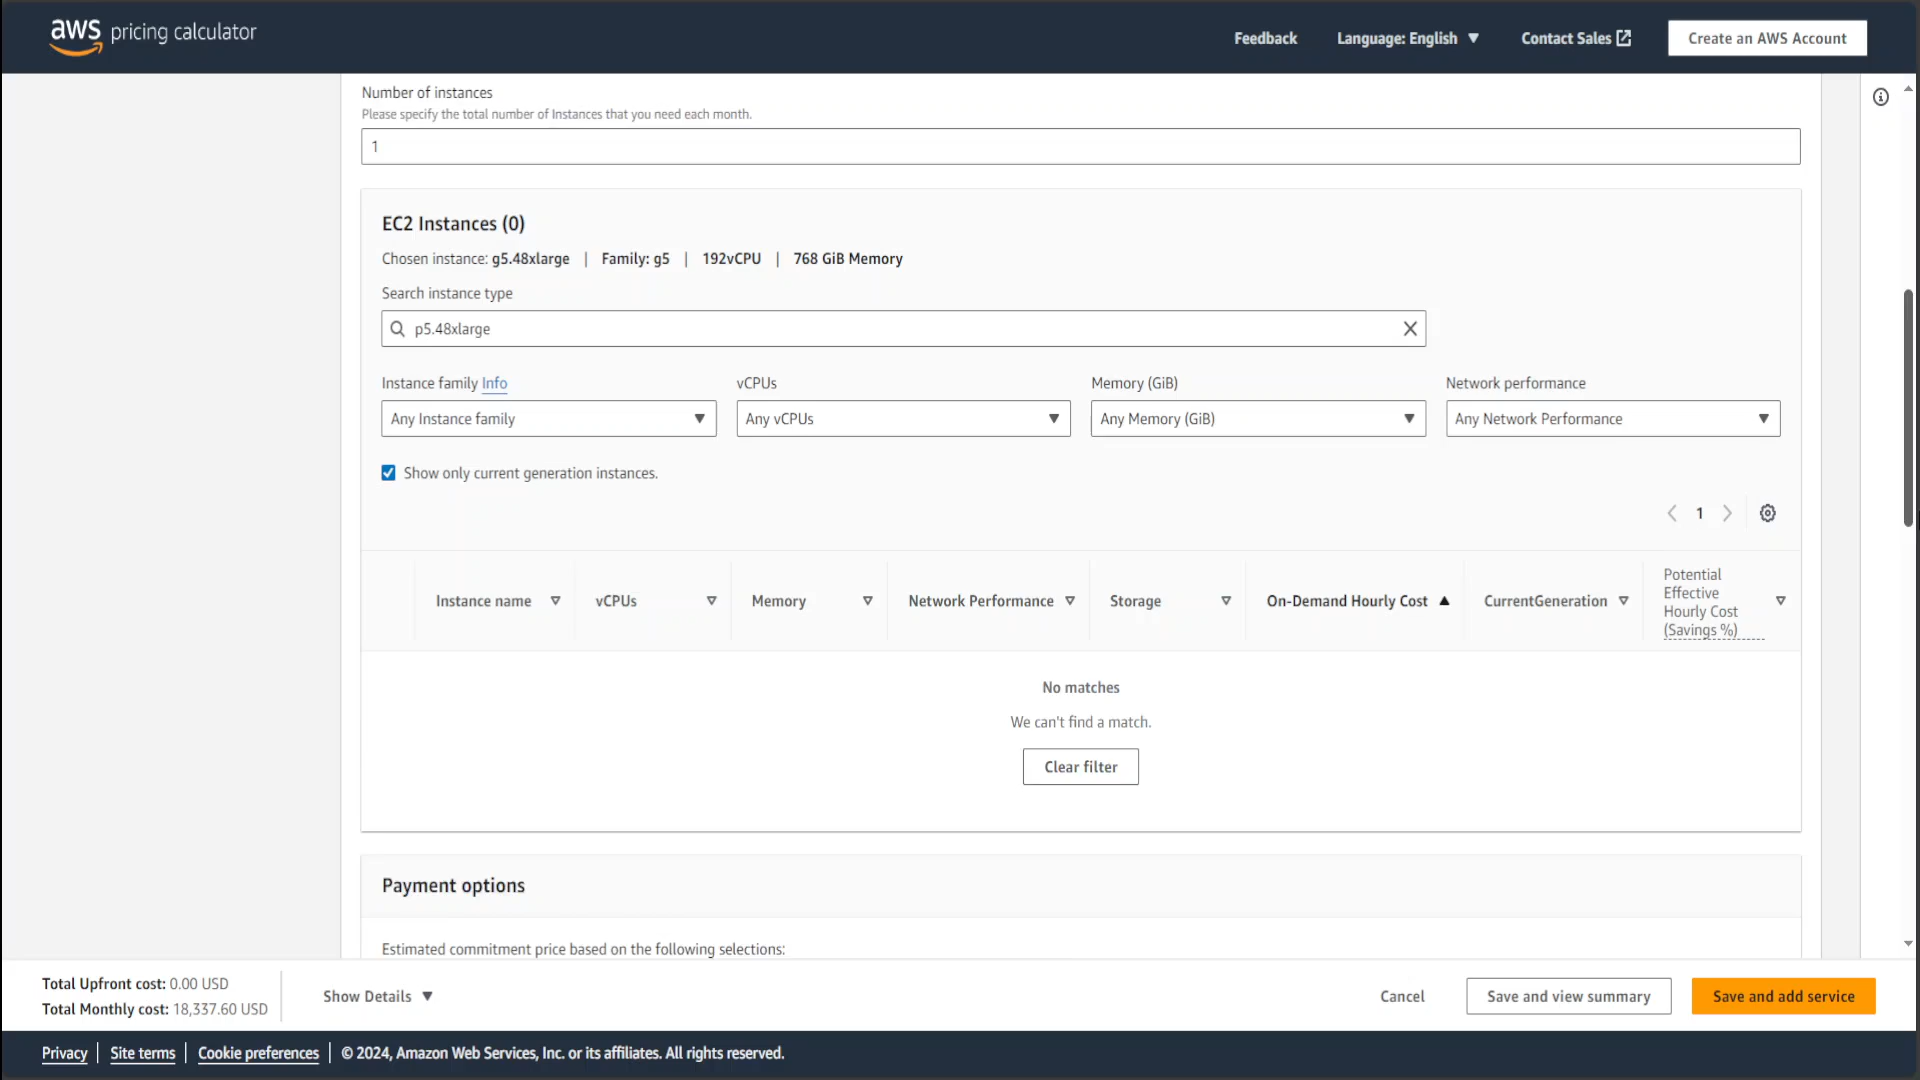 aws pricing calculator
Feedback
Language: English
Contact Sales
Create an AWS Account
Number of instances
Please specify the total number of Instances that you need each month.
1
EC2 Instances (0)
Chosen instance: g5.48xlarge | Family: g5 | 192vCPU | 768 GiB Memory
Search instance type
p5.48xlarge
Instance family Info
vCPUs
Memory (GiB)
Network performance
Any Instance family
Any vCPUs
Any Memory (GiB)
Any Network Performance
Show only current generation instances.
1
Instance name
vCPUs
Memory
Network Performance
Storage
On-Demand Hourly Cost
CurrentGeneration
Potential
Effective
Hourly Cost
(Savings %)
No matches
We can't find a match.
Clear filter
Payment options
Estimated commitment price based on the following selections:
Total Upfront cost: 0.00 USD
Total Monthly cost: 18,337.60 USD
Show Details
Cancel
Save and view summary
Save and add service
Privacy | Site terms | Cookie preferences | © 2024, Amazon Web Services, Inc. or its affiliates. All rights reserved.